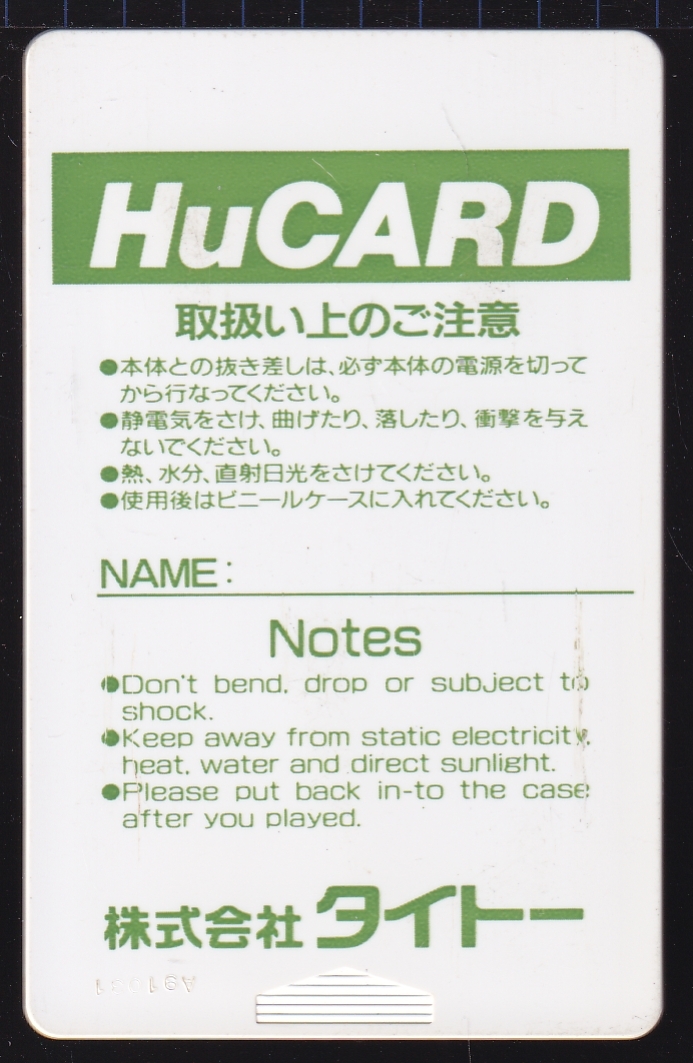 HuCARD
取扱い上のご注意
●本体との抜き差しは、必ず本体の電源を切って
から行なってください。
●静電気をさけ、曲げたり、落したり、衝撃を与え
ないでください。
●熱、水分、直射日光をさけてください。
●使用後はビニールケースに入れてください。
NAME:
Notes
●Don't bend, drop or subject to
shock.
●Keep away from static electricity,
heat, water and direct sunlight.
●Please put back in-to the case
after you played.
株式会社タイトー